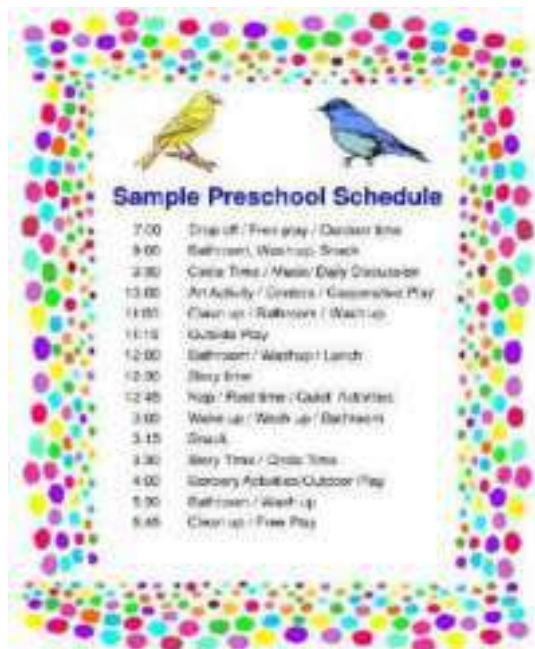 Sample Preschool Schedule
7:00 Drop off / Free play / Outdoor time
9:00 Bathroom, Wash up, Snack
Circle Time / Music/ Daily Discussion
10:00 Art Activity / Centers / Cooperative Play
11:00 Clean up / Bathroom / Wash up
11:15 Outside Play
12:00 Bathroom / Washup / Lunch
12:30 Story time
12:45 Nap / Rest time / Quiet Activities
3:00 Wake up / Wash up / Bathroom
3:15 Snack
3:30 Story Time / Circle Time
4:00 Sensory Activities/Outdoor Play
Bathroom / Wash up
5:45 Clean up / Free Play